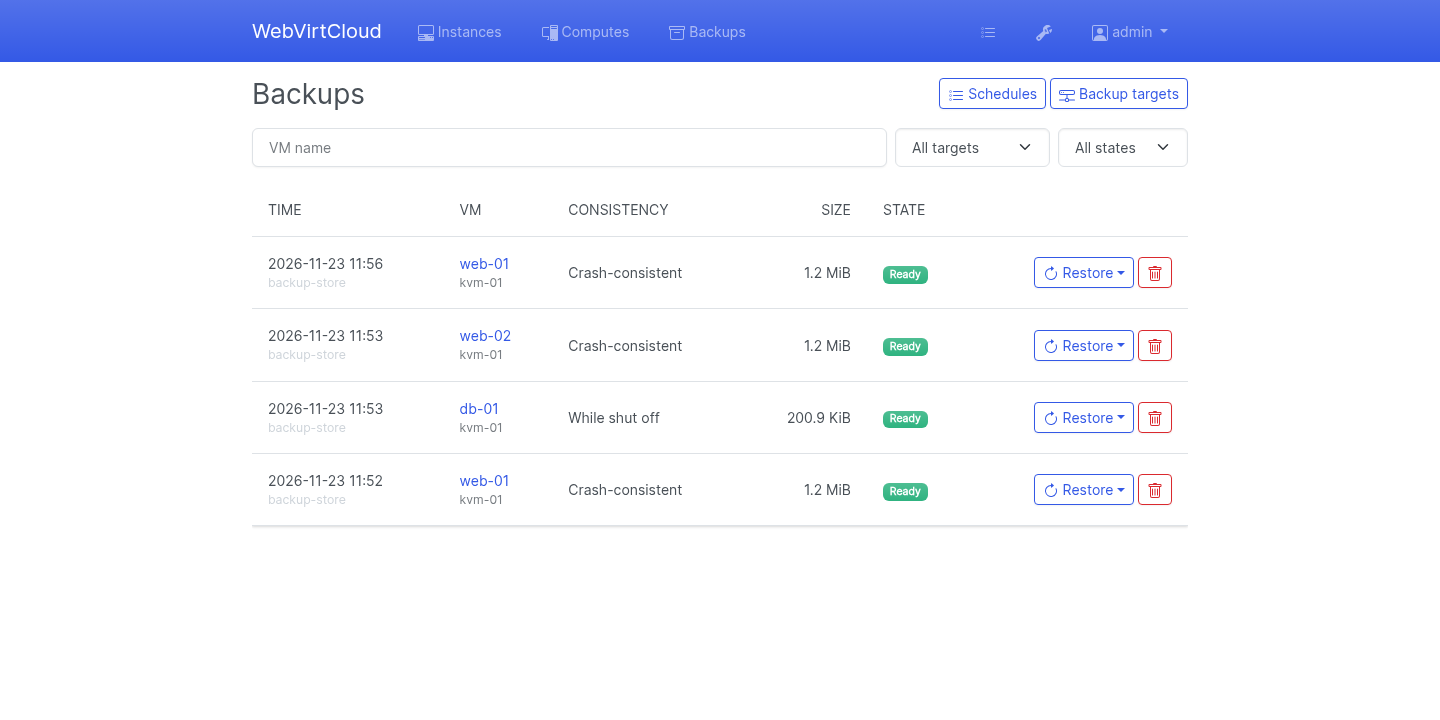 WebVirtCloud Instances Computes Backups admin
Backups Schedules Backup targets
VM name All targets All states
TIME VM CONSISTENCY SIZE STATE
2026-11-23 11:56 web-01 Crash-consistent 1.2 MiB Ready Restore
backup-store kvm-01
2026-11-23 11:53 web-02 Crash-consistent 1.2 MiB Ready Restore
backup-store kvm-01
2026-11-23 11:53 db-01 While shut off 200.9 KiB Ready Restore
backup-store kvm-01
2026-11-23 11:52 web-01 Crash-consistent 1.2 MiB Ready Restore
backup-store kvm-01